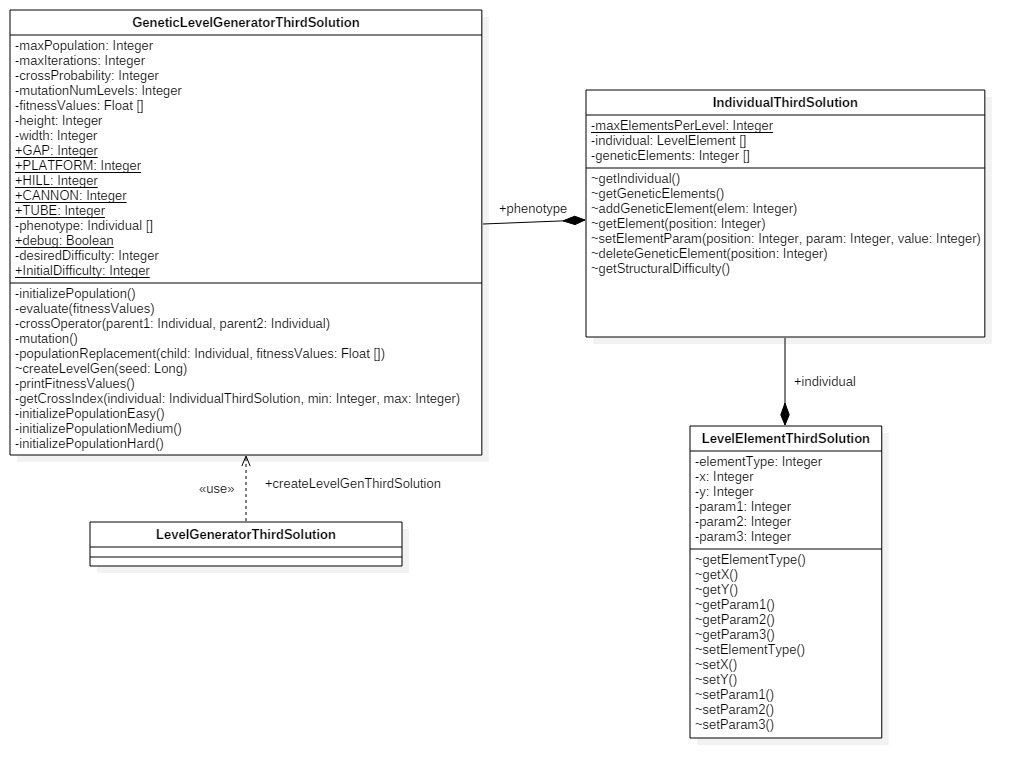 GeneticLevelGeneratorThirdSolution
-maxPopulation: Integer
-maxIterations: Integer
-crossProbability: Integer
-mutationNumLevels: Integer
-fitnessValues: Float []
-height: Integer
-width: Integer
+GAP: Integer
+PLATFORM: Integer
+HILL: Integer
+CANNON: Integer
+TUBE: Integer
-phenotype: Individual []
+debug: Boolean
-desiredDifficulty: Integer
+InitialDifficulty: Integer
-initializePopulation()
-evaluate(fitnessValues)
-crossOperator(parent1: Individual, parent2: Individual)
-mutation()
-populationReplacement(child: Individual, fitnessValues: Float [])
~createLevelGen(seed: Long)
-printFitnessValues()
-getCrossIndex(individual: IndividualThirdSolution, min: Integer, max: Integer)
-initializePopulationEasy()
-initializePopulationMedium()
-initializePopulationHard()
+phenotype
IndividualThirdSolution
-maxElementsPerLevel: Integer
-individual: LevelElement []
-geneticElements: Integer []
~getIndividual()
~getGeneticElements()
~addGeneticElement(elem: Integer)
~getElement(position: Integer)
~setElementParam(position: Integer, param: Integer, value: Integer)
~deleteGeneticElement(position: Integer)
~getStructuralDifficulty()
+individual
LevelElementThirdSolution
-elementType: Integer
-x: Integer
-y: Integer
-param1: Integer
-param2: Integer
-param3: Integer
~getElementType()
~getX()
~getY()
~getParam1()
~getParam2()
~getParam3()
~setElementType()
~setX()
~setY()
~setParam1()
~setParam2()
~setParam3()
«use»
+createLevelGenThirdSolution
LevelGeneratorThirdSolution